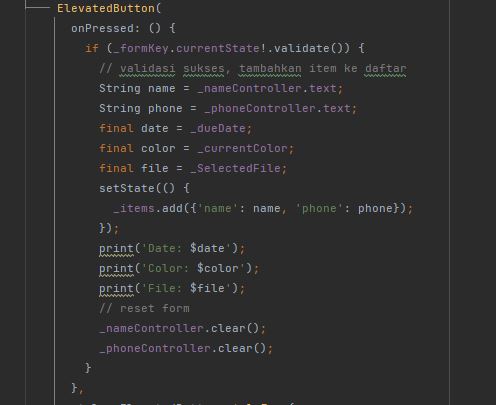 ElevatedButton(
onPressed: () {
if (_formKey.currentState!.validate()) {
// validasi sukses, tambahkan item ke daftar
String name = _nameController.text;
String phone = _phoneController.text;
final date = _dueDate;
final color = _currentColor;
final file = _SelectedFile;
setState(() {
_items.add({'name': name, 'phone': phone});
});
print('Date: $date');
print('Color: $color');
print('File: $file');
// reset form
_nameController.clear();
_phoneController.clear();
}
},